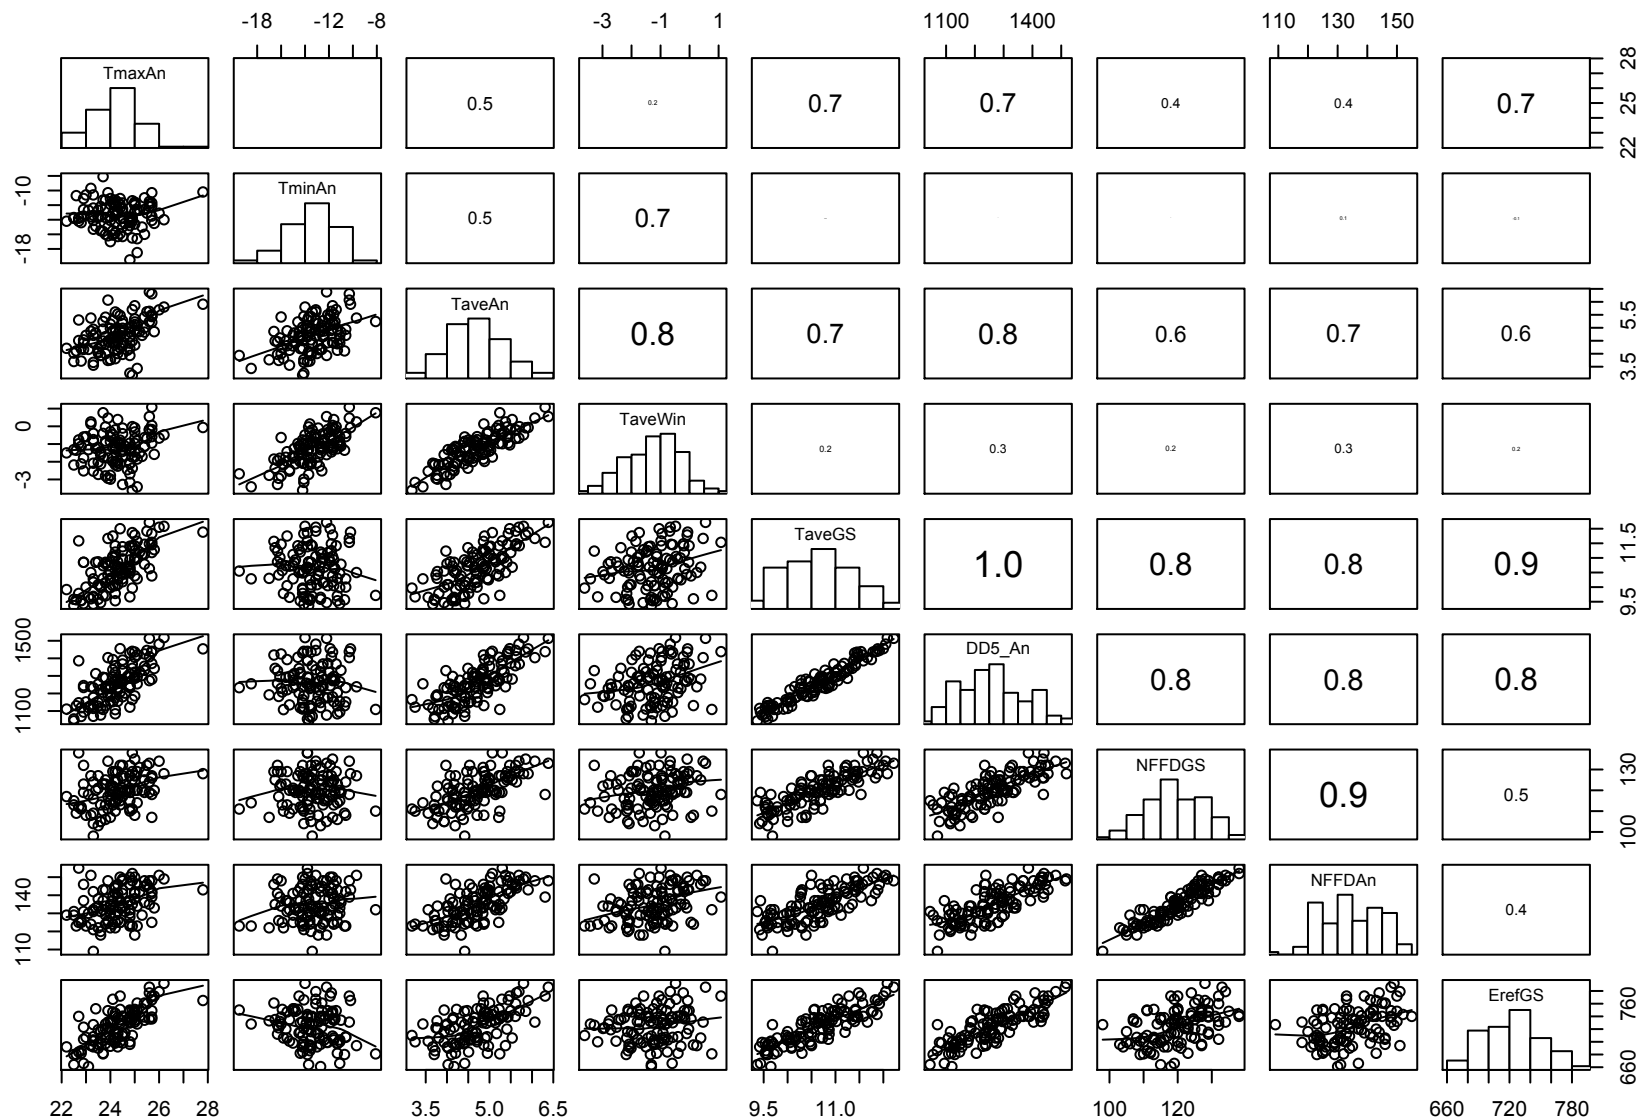 -18 -12 -8 -3 -1 1 1100 1400 110 130 150
TmaxAn 0.5 0.2 0.7 0.7 0.4 0.4 0.7
22 25 28
-18 -10
TminAn 0.5 0.7 0.1 -0.1
TaveAn 0.8 0.7 0.8 0.6 0.7 0.6
3.5 5.5
-3 0
TaveWin 0.2 0.3 0.2 0.3 0.2
TaveGS 1.0 0.8 0.8 0.9
9.5 11.5
1100 1500
DD5_An 0.8 0.8 0.8
NFFDGS 0.9 0.5
100 130
110 140
NFFDAn 0.4
ErefGS
660 760
22 24 26 28 3.5 5.0 6.5 9.5 11.0 100 120 660 730 780